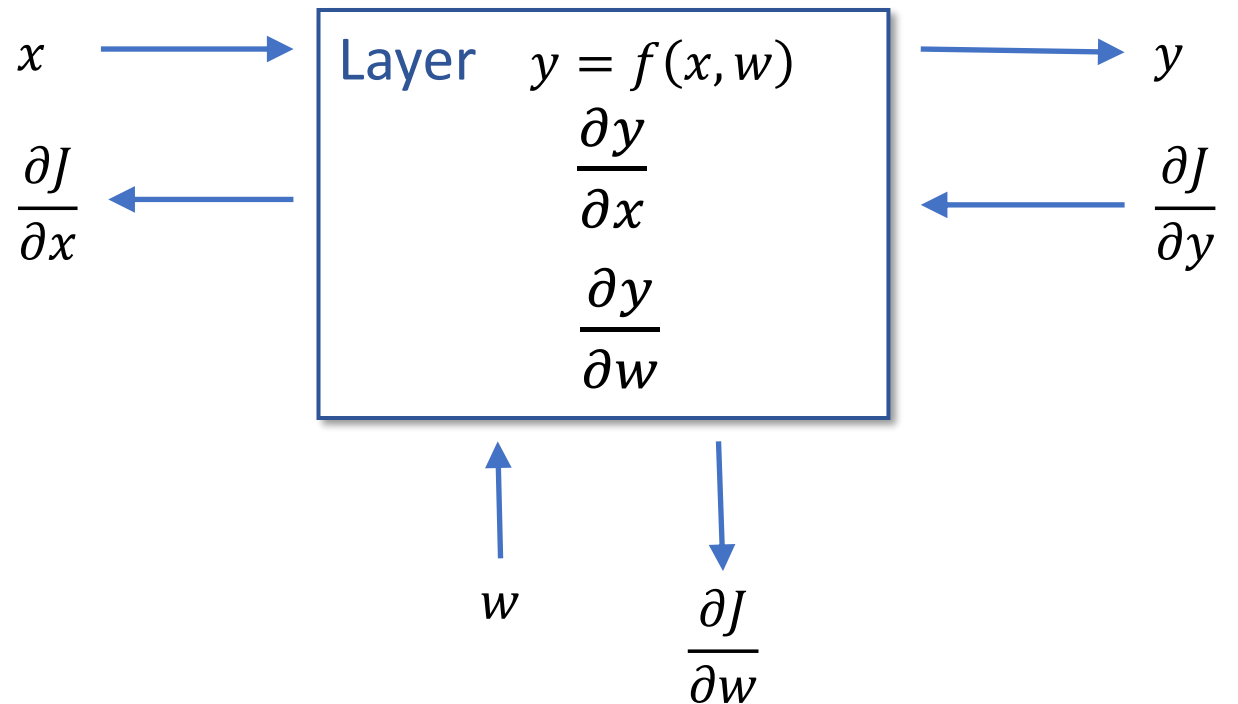 x
Layer y = f(x, w)
y
∂J/∂x
∂y/∂x
∂J/∂y
∂y/∂w
w
∂J/∂w